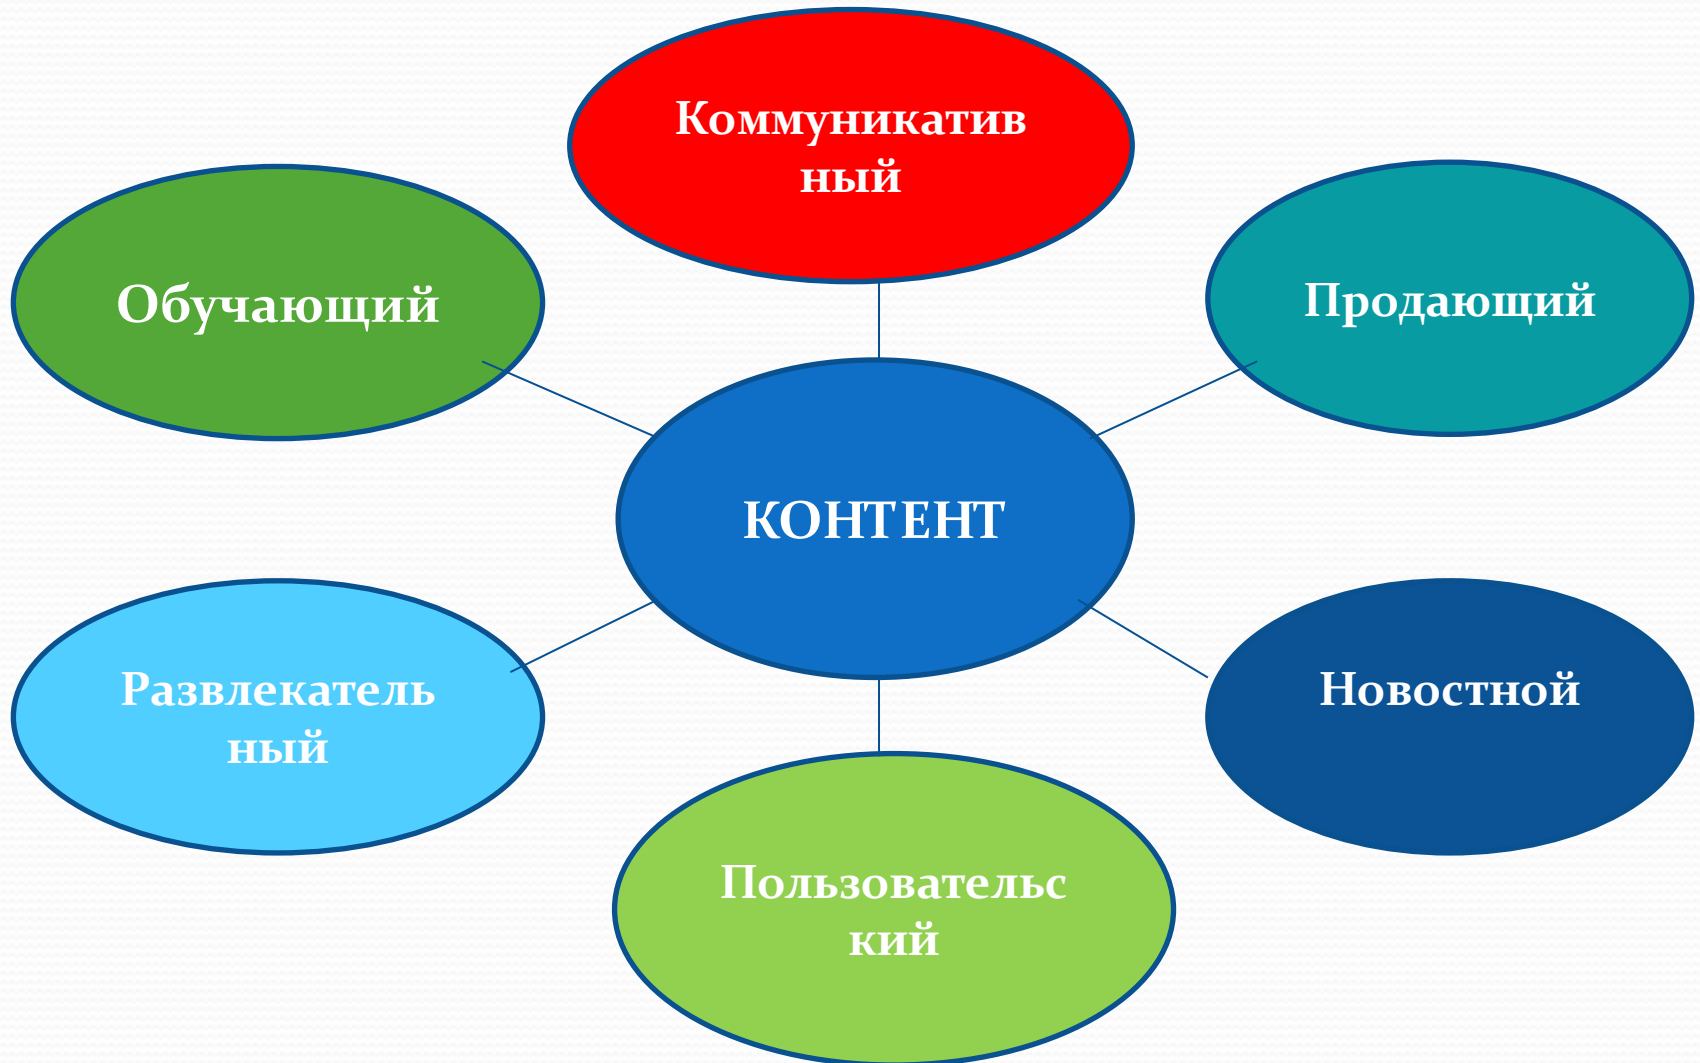 Коммуникатив
ный
Обучающий
Продающий
КОНТЕНТ
Развлекатель
ный
Новостной
Пользовательс
кий